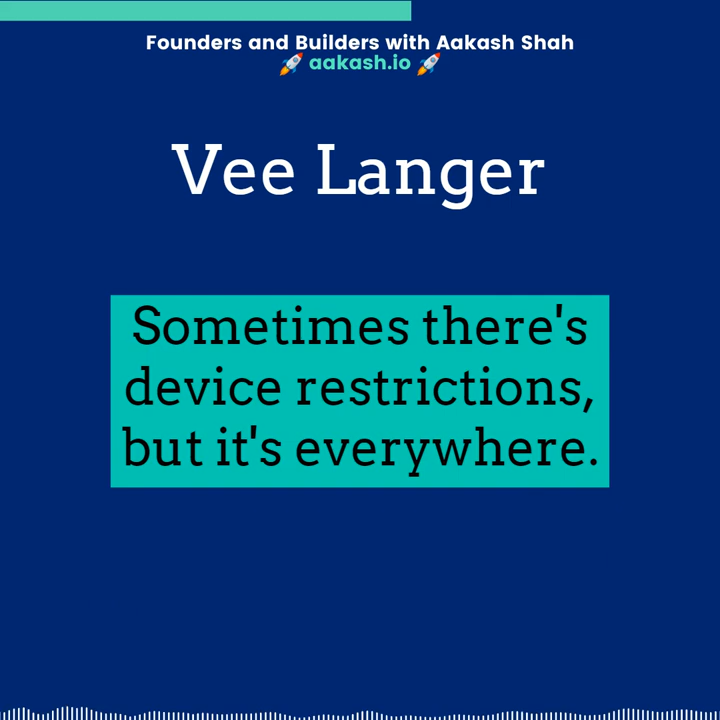 Founders and Builders with Aakash Shah
🚀 aakash.io 🚀
Vee Langer
Sometimes there's
device restrictions,
but it's everywhere.